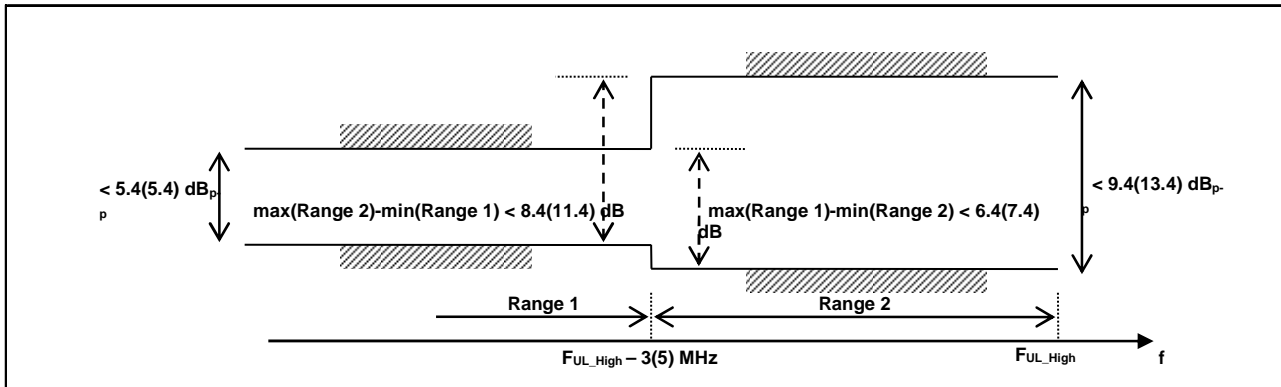 < 5.4(5.4) dBp-
p
max(Range 2)-min(Range 1) < 8.4(11.4) dB
max(Range 1)-min(Range 2) < 6.4(7.4)
dB
< 9.4(13.4) dBp-
p
Range 1
Range 2
FUL_High – 3(5) MHz
FUL_High
f